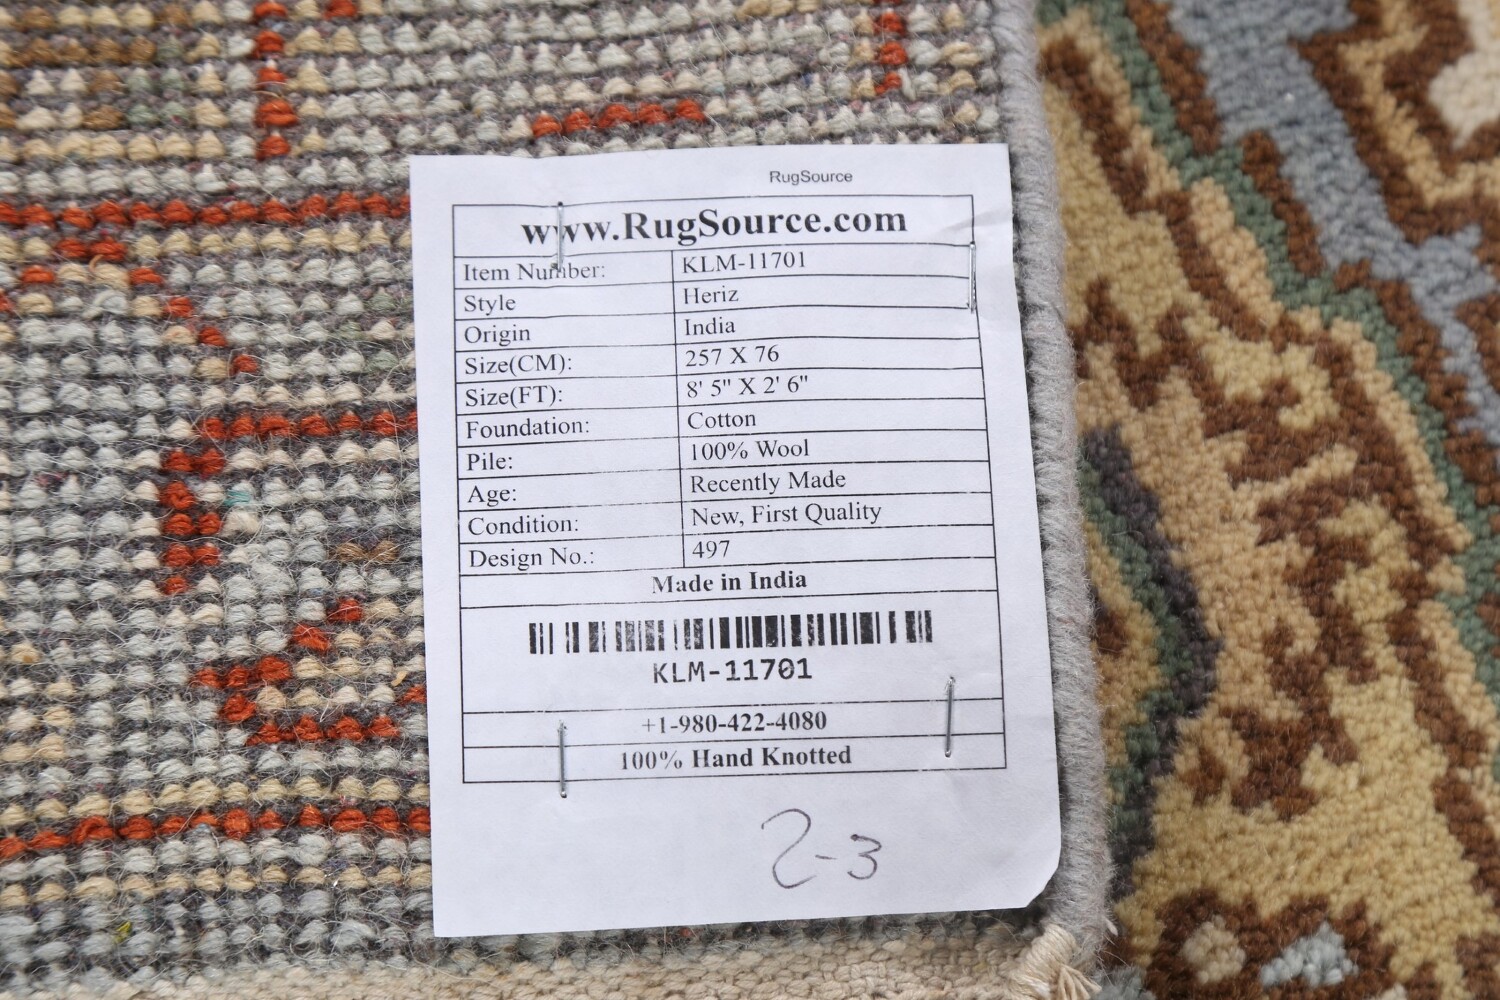 RugSource
www.RugSource.com
Item Number: KLM-11701
Style Heriz
Origin India
Size(CM): 257 X 76
Size(FT): 8' 5" X 2' 6"
Foundation: Cotton
Pile: 100% Wool
Age: Recently Made
Condition: New, First Quality
Design No.: 497
Made in India
KLM-11701
+1-980-422-4080
100% Hand Knotted
2-3